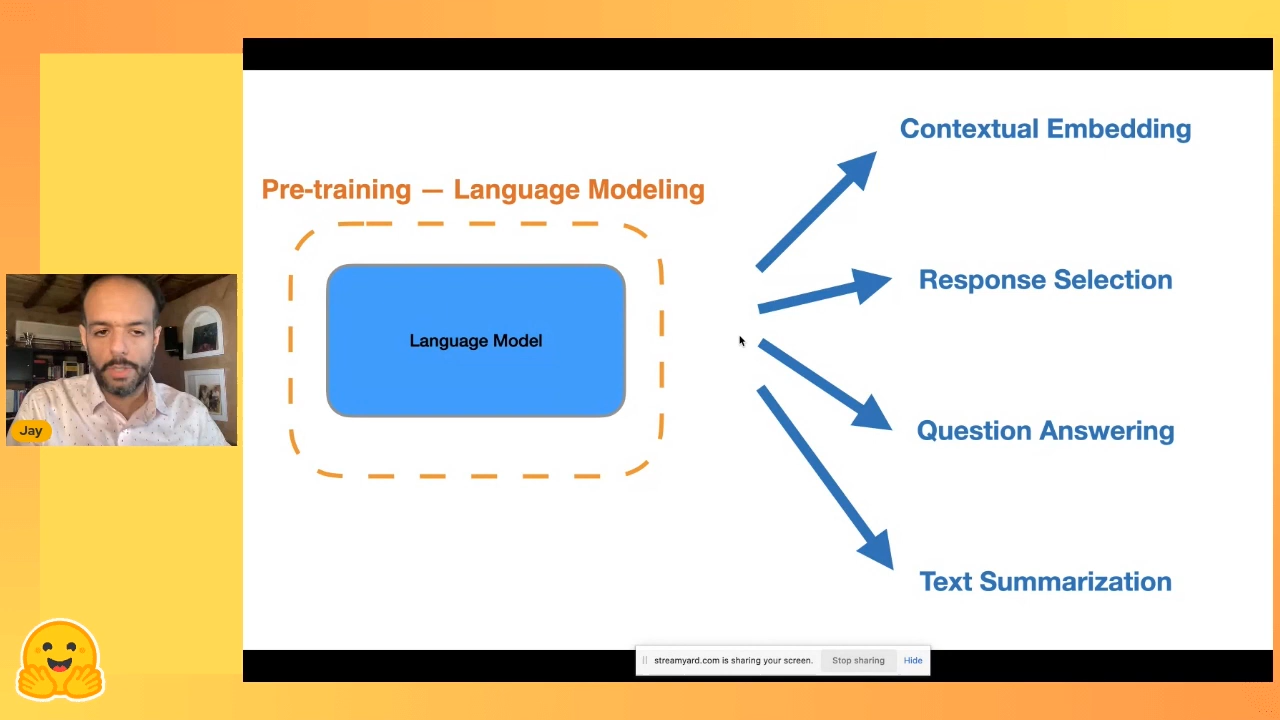 Contextual Embedding
Pre-training — Language Modeling
Response Selection
Language Model
Jay
Question Answering
Text Summarization
streamyard.com is sharing your screen. Stop sharing Hide